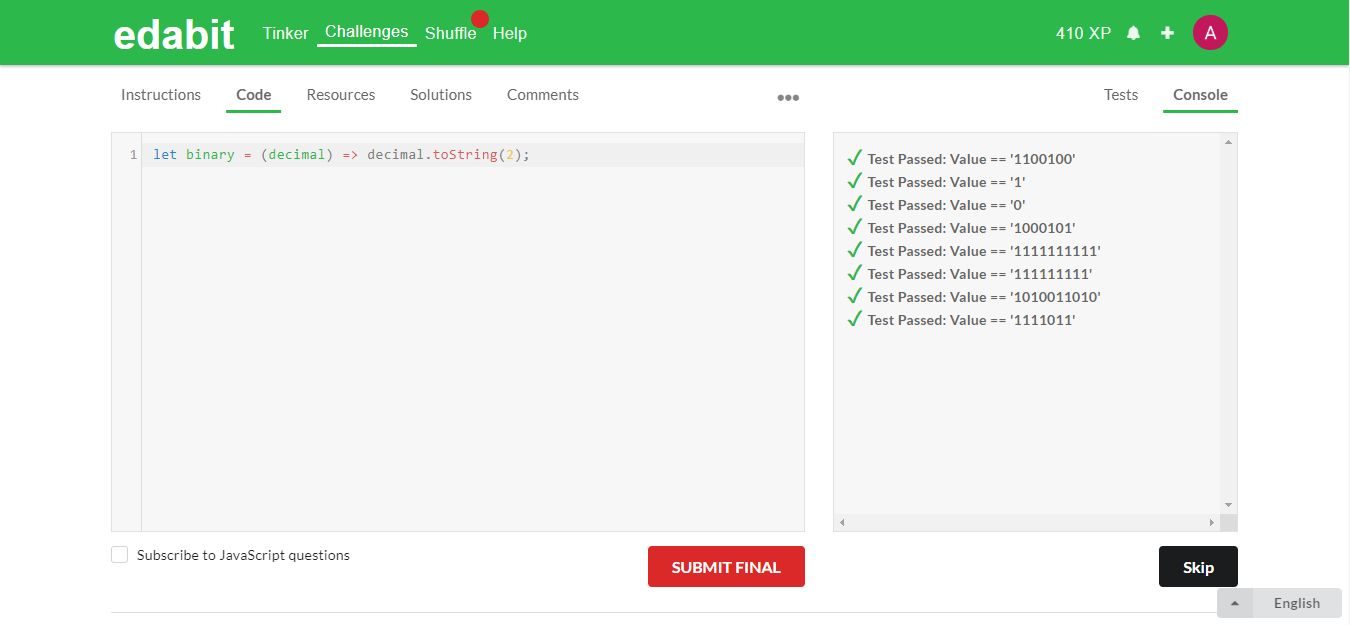 edabit Tinker Challenges Shuffle Help 410 XP A
Instructions Code Resources Solutions Comments ••• Tests Console
1 let binary = (decimal) => decimal.toString(2);
✓ Test Passed: Value == '1100100'
✓ Test Passed: Value == '1'
✓ Test Passed: Value == '0'
✓ Test Passed: Value == '1000101'
✓ Test Passed: Value == '1111111111'
✓ Test Passed: Value == '111111111'
✓ Test Passed: Value == '1010011010'
✓ Test Passed: Value == '1111011'
Subscribe to JavaScript questions
SUBMIT FINAL
Skip
English